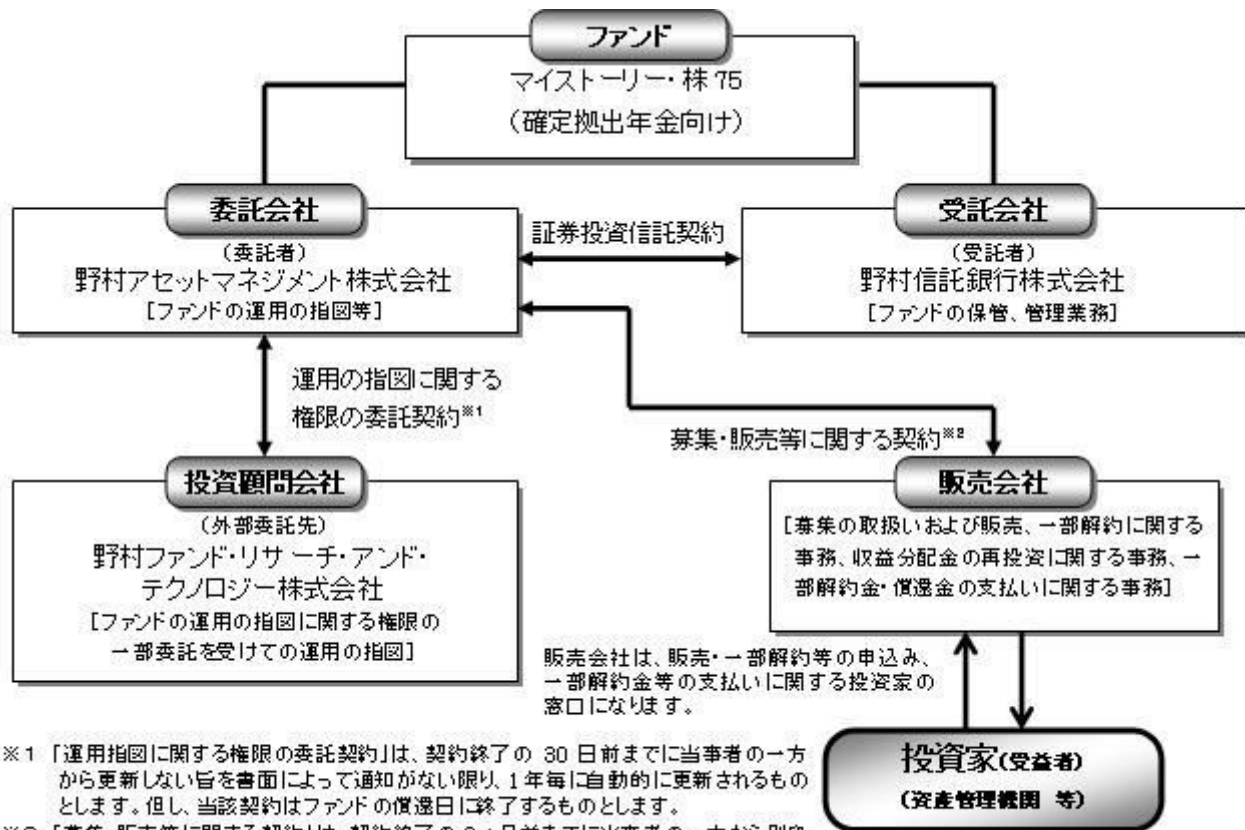 ファンド
マイストーリー・株75
（確定拠出年金向け）
委託会社
（委託者）
野村アセットマネジメント株式会社
［ファンドの運用の指図等］
証券投資信託契約
受託会社
（受託者）
野村信託銀行株式会社
［ファンドの保管、管理業務］
運用の指図に関する
権限の委託契約※1
募集・販売等に関する契約※2
投資顧問会社
（外部委託先）
野村ファンド・リサーチ・アンド・
テクノロジー株式会社
［ファンドの運用の指図に関する権限の
一部委託を受けての運用の指図］
販売会社
［募集の取扱いおよび販売、一部解約に関する
事務、収益分配金の再投資に関する事務、一
部解約金・償還金の支払いに関する事務］
販売会社は、販売・一部解約等の申込み、
一部解約金等の支払いに関する投資家の
窓口になります。
投資家(受益者)
(資産管理機関 等)
※1 「運用指図に関する権限の委託契約」は、契約終了の 30 日前までに当事者の一方
から更新しない旨を書面によって通知がない限り、1年毎に自動的に更新されるもの
とします。但し、当該契約はファンドの償還日に終了するものとします。